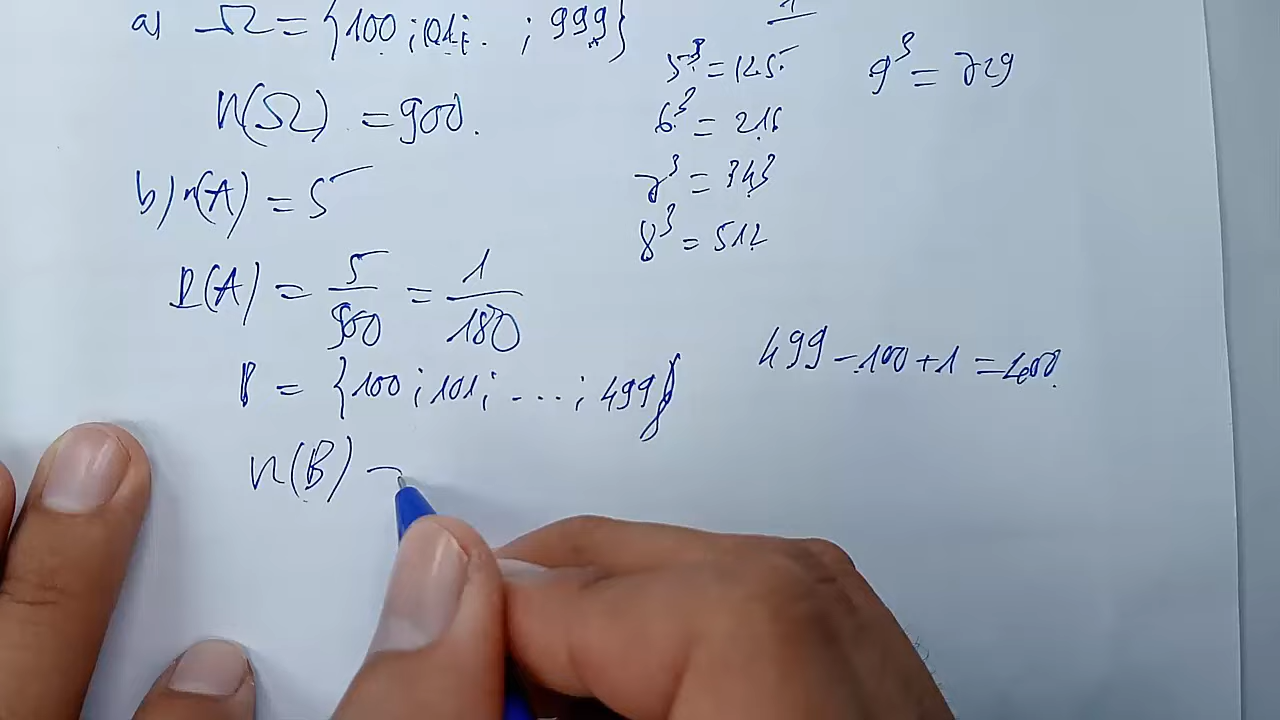 a) Ω = {100 ; 101; . ; 999}
n(Ω) = 900.
b) n(A) = 5
P(A) = 5/900 = 1/180
B = {100 ; 101; ... ; 499}
n(B)
5³ = 125
6³ = 216
7³ = 343
8³ = 512
9³ = 729
499 - 100 + 1 = 400.